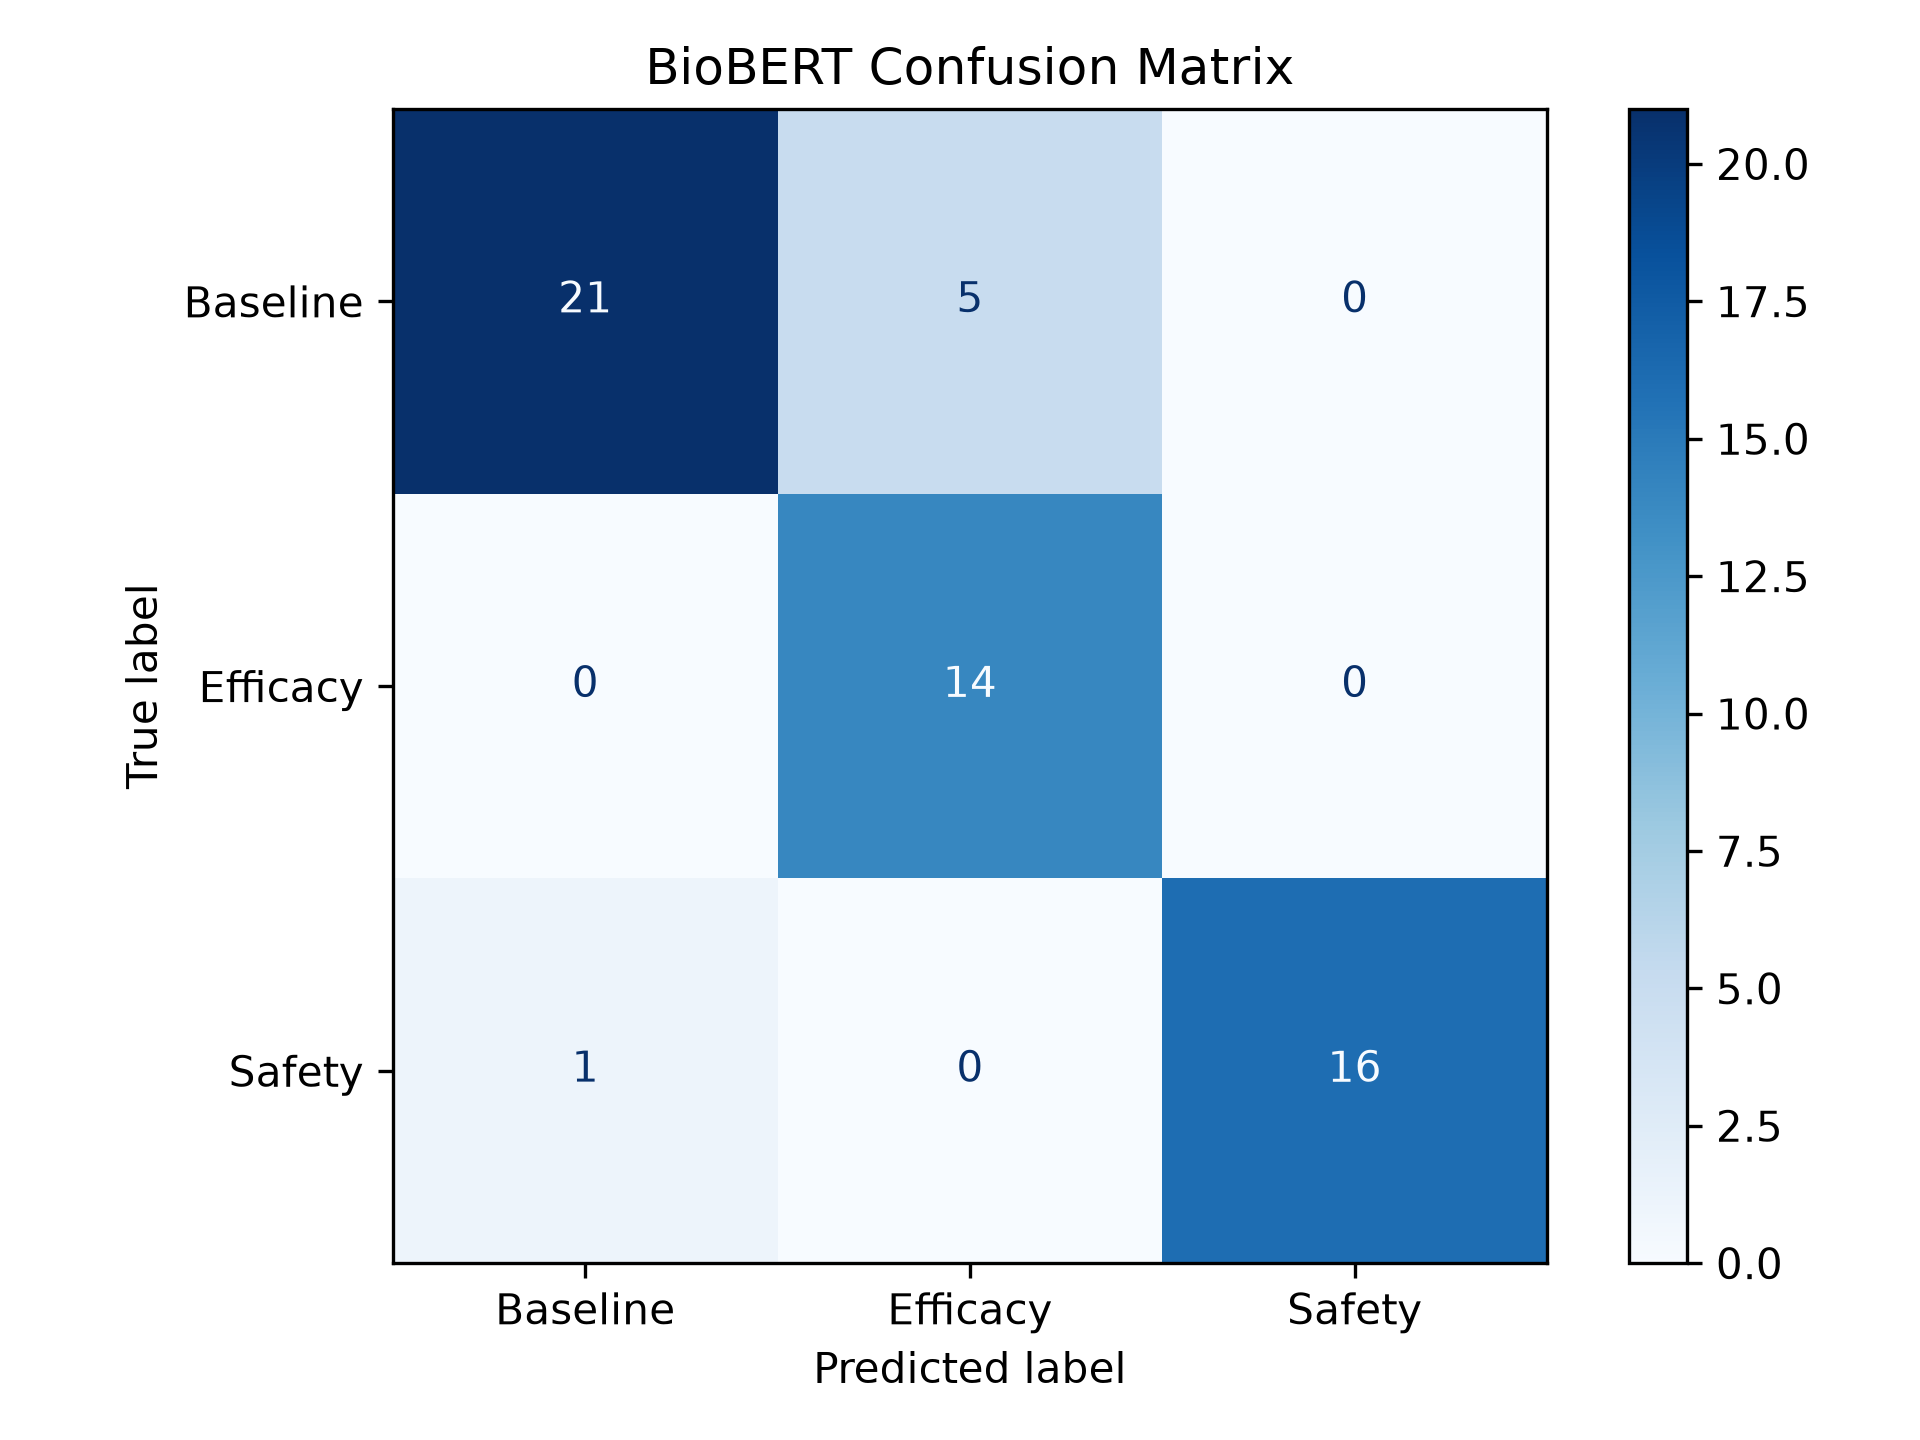 BioBERT Confusion Matrix
True label
Baseline 21 5 0
Efficacy 0 14 0
Safety 1 0 16
Baseline Efficacy Safety
Predicted label
20.0
17.5
15.0
12.5
10.0
7.5
5.0
2.5
0.0